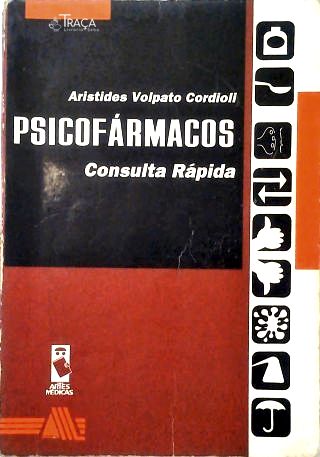 TRAÇA
Livraria e Sebo
Aristides Volpato Cordioli
PSICOFÁRMACOS
Consulta Rápida
ARTES
MÉDICAS